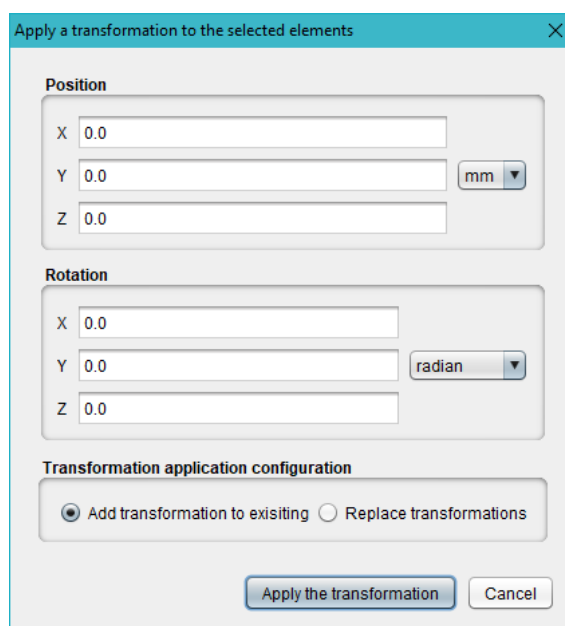 Apply a transformation to the selected elements
Position
X 0.0
Y 0.0 mm
Z 0.0
Rotation
X 0.0
Y 0.0 radian
Z 0.0
Transformation application configuration
Add transformation to exisiting Replace transformations
Apply the transformation Cancel